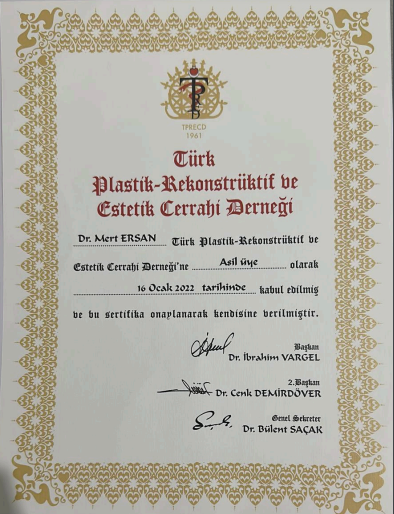 TPRECD
1961
Türk
Plastik-Rekonstrüktif ve
Estetik Cerrahi Derneği
Dr. Mert ERSAN Türk Plastik-Rekonstrüktif ve
Estetik Cerrahi Derneği'ne Asil üye olarak
16 Ocak 2022 tarihinde kabul edilmiş
ve bu sertifika onaylanarak kendisine verilmiştir.
Başkan
Dr. İbrahim VARGEL
2.Başkan
Dr. Cenk DEMİRDÖVER
Genel Sekreter
Dr. Bülent SAÇAK